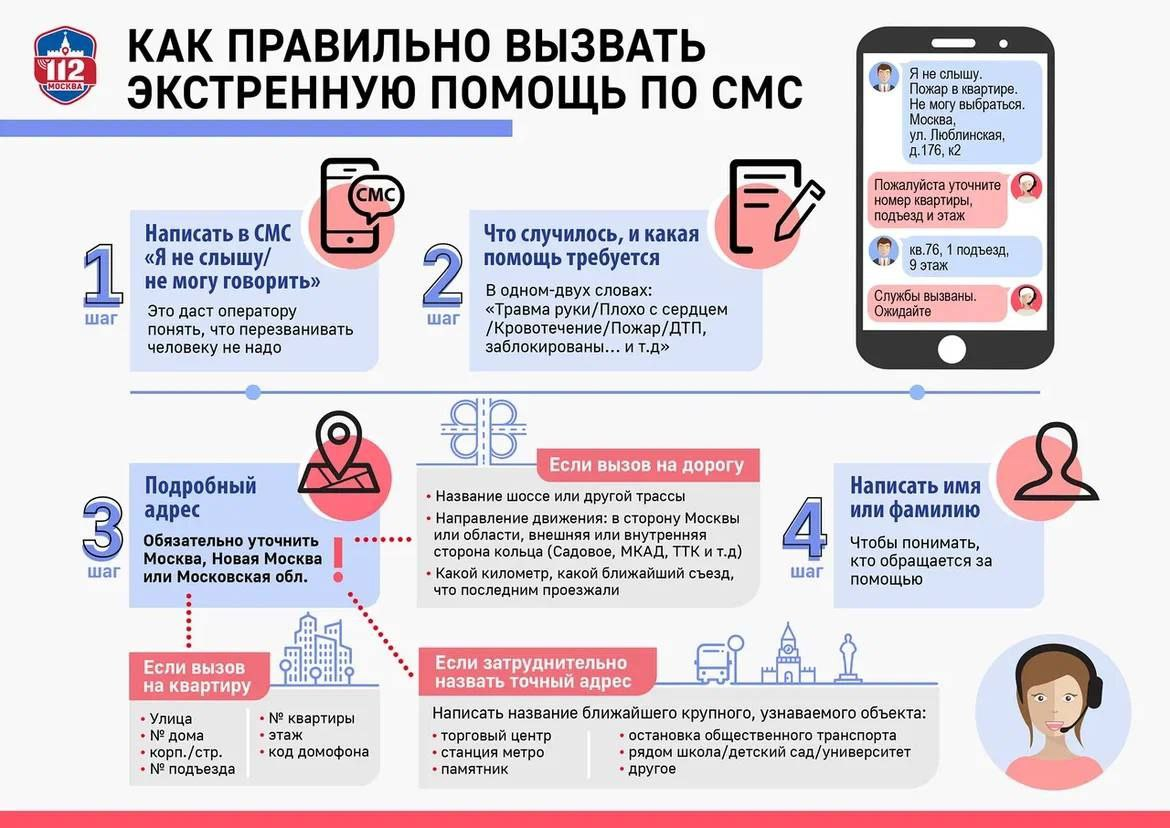 112
МОСКВА
КАК ПРАВИЛЬНО ВЫЗВАТЬ
ЭКСТРЕННУЮ ПОМОЩЬ ПО СМС
Я не слышу.
Пожар в квартире.
Не могу выбраться.
Москва,
ул. Люблинская,
д.176, к2
Пожалуйста уточните
номер квартиры,
подъезд и этаж
кв.76, 1 подъезд,
9 этаж
Службы вызваны.
Ожидайте
СМС
1
шаг
Написать в СМС
«Я не слышу/
не могу говорить»
Это даст оператору
понять, что перезванивать
человеку не надо
2
шаг
Что случилось, и какая
помощь требуется
В одном-двух словах:
«Травма руки/Плохо с сердцем
/Кровотечение/Пожар/ДТП,
заблокированы... и т.д»
3
шаг
Подробный
адрес
Обязательно уточнить
Москва, Новая Москва
или Московская обл.
!
Если вызов на дорогу
• Название шоссе или другой трассы
• Направление движения: в сторону Москвы
или области, внешняя или внутренняя
сторона кольца (Садовое, МКАД, ТТК и т.д)
• Какой километр, какой ближайший съезд,
что последним проезжали
4
шаг
Написать имя
или фамилию
Чтобы понимать,
кто обращается за
помощью
Если вызов
на квартиру
• Улица
• № дома
• корп./стр.
• № подъезда
• № квартиры
• этаж
• код домофона
Если затруднительно
назвать точный адрес
Написать название ближайшего крупного, узнаваемого объекта:
• торговый центр
• станция метро
• памятник
• остановка общественного транспорта
• рядом школа/детский сад/университет
• другое